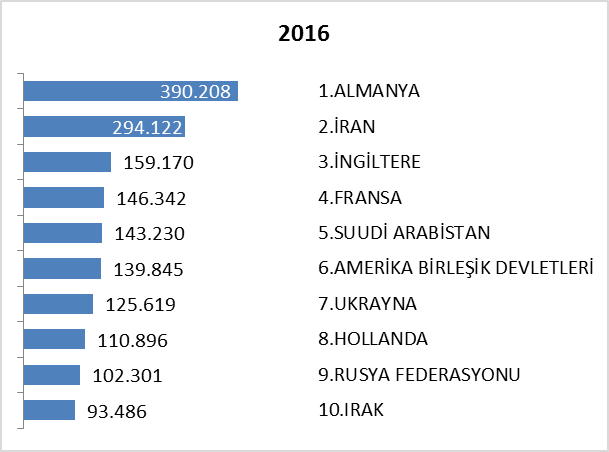 2016
390.208 1.ALMANYA
294.122 2.İRAN
159.170 3.İNGİLTERE
146.342 4.FRANSA
143.230 5.SUUDİ ARABİSTAN
139.845 6.AMERİKA BİRLEŞİK DEVLETLERİ
125.619 7.UKRAYNA
110.896 8.HOLLANDA
102.301 9.RUSYA FEDERASYONU
93.486 10.IRAK